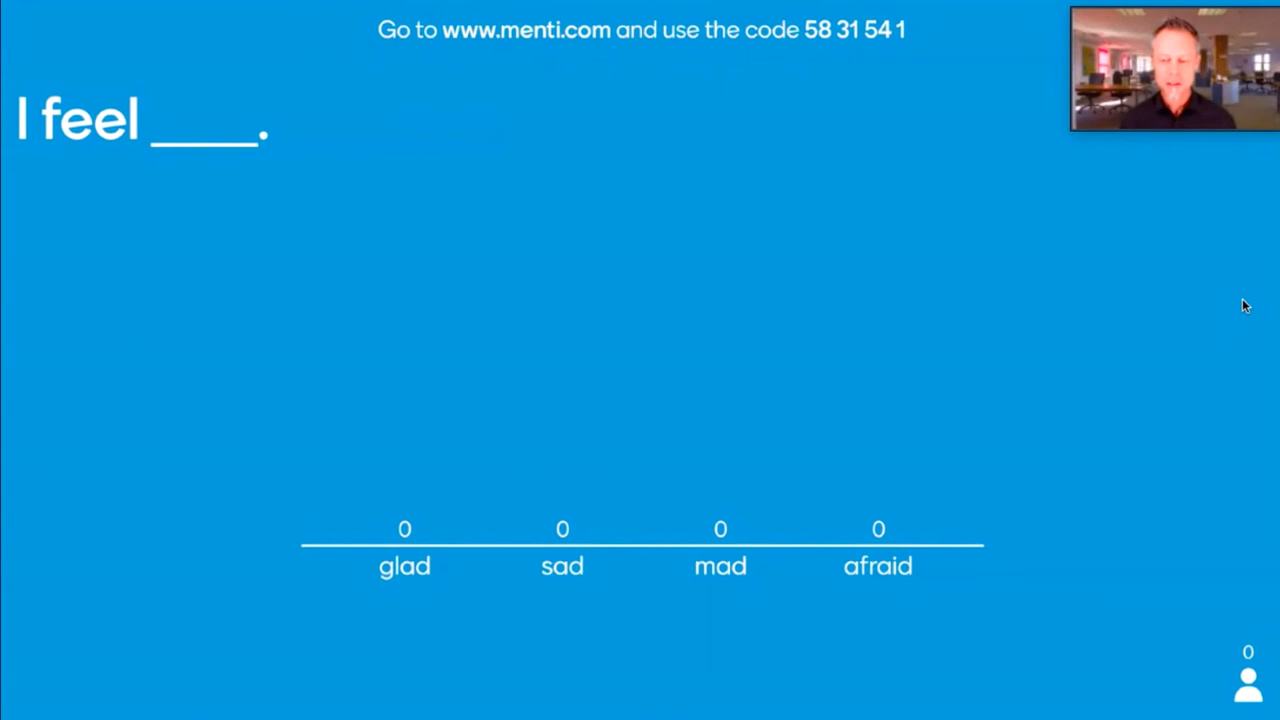 Go to www.menti.com and use the code 58 31 54 1
I feel ____.
0 0 0 0
glad sad mad afraid
0